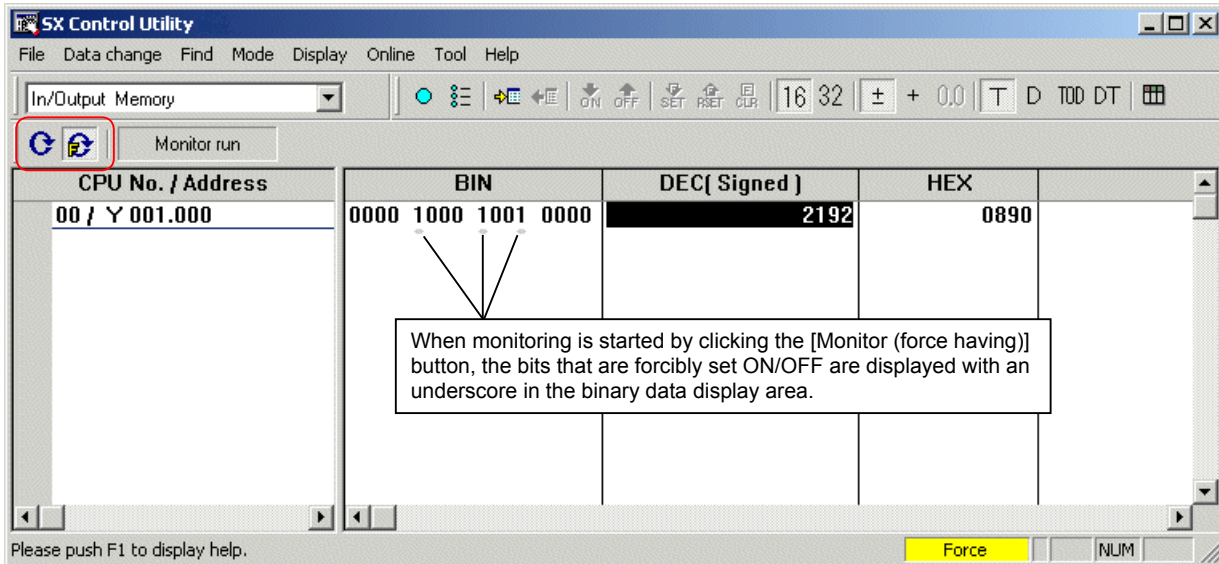 SX Control Utility
File Data change Find Mode Display Online Tool Help
In/Output Memory ON OFF F SET F RSET F CLR 16 32 ± + 0.0 T D TOD DT
F Monitor run
CPU No. / Address BIN DEC( Signed ) HEX
00 / Y 001.000 0000 1000 1001 0000 2192 0890
When monitoring is started by clicking the [Monitor (force having)]
button, the bits that are forcibly set ON/OFF are displayed with an
underscore in the binary data display area.
Please push F1 to display help. Force NUM